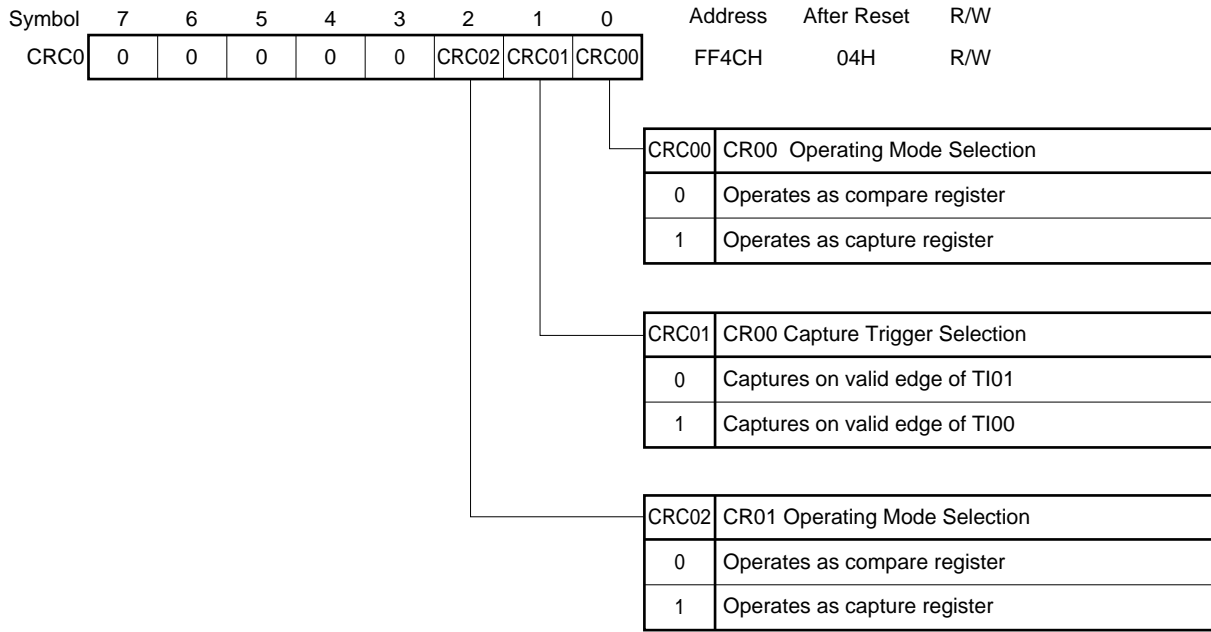 Symbol 7 6 5 4 3 2 1 0 Address After Reset R/W
CRC0 0 0 0 0 0 CRC02 CRC01 CRC00 FF4CH 04H R/W
CRC00 CR00 Operating Mode Selection
0 Operates as compare register
1 Operates as capture register
CRC01 CR00 Capture Trigger Selection
0 Captures on valid edge of TI01
1 Captures on valid edge of TI00
CRC02 CR01 Operating Mode Selection
0 Operates as compare register
1 Operates as capture register